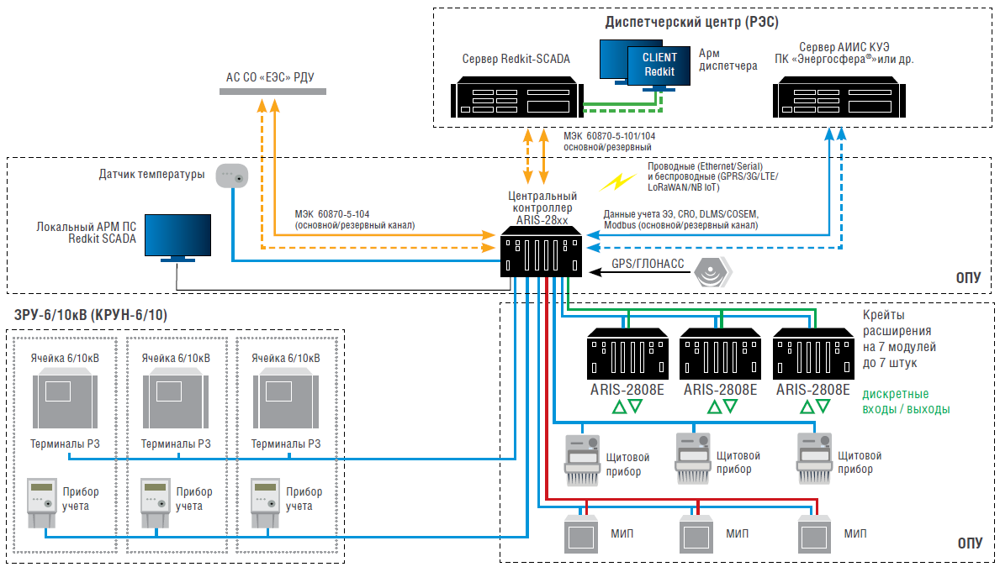 Диспетчерский центр (РЭС)
Сервер Redkit-SCADA
CLIENT
Redkit
Арм
диспетчера
Сервер АИИС КУЭ
ПК «Энергосфера®»или др.
АС СО «ЕЭС» РДУ
МЭК 60870-5-101/104
основной/резервный
Датчик температуры
Проводные (Ethernet/Serial)
и беспроводные (GPRS/3G/LTE/
LoRaWAN/NB IoT)
Центральный
контроллер
ARIS-28xx
Локальный АРМ ПС
Redkit SCADA
МЭК 60870-5-104
(основной/резервный канал)
Данные учета ЭЭ, CRO, DLMS/COSEM,
Modbus (основной/резервный канал)
GPS/ГЛОНАСС
ОПУ
ЗРУ-6/10кВ (КРУН-6/10)
Ячейка 6/10кВ
Ячейка 6/10кВ
Ячейка 6/10кВ
Терминалы РЗ
Терминалы РЗ
Терминалы РЗ
Прибор
учета
Прибор
учета
Прибор
учета
Крейты
расширения
на 7 модулей
до 7 штук
ARIS-2808E
ARIS-2808E
ARIS-2808E
дискретные
входы / выходы
Щитовой
прибор
Щитовой
прибор
Щитовой
прибор
МИП
МИП
МИП
ОПУ